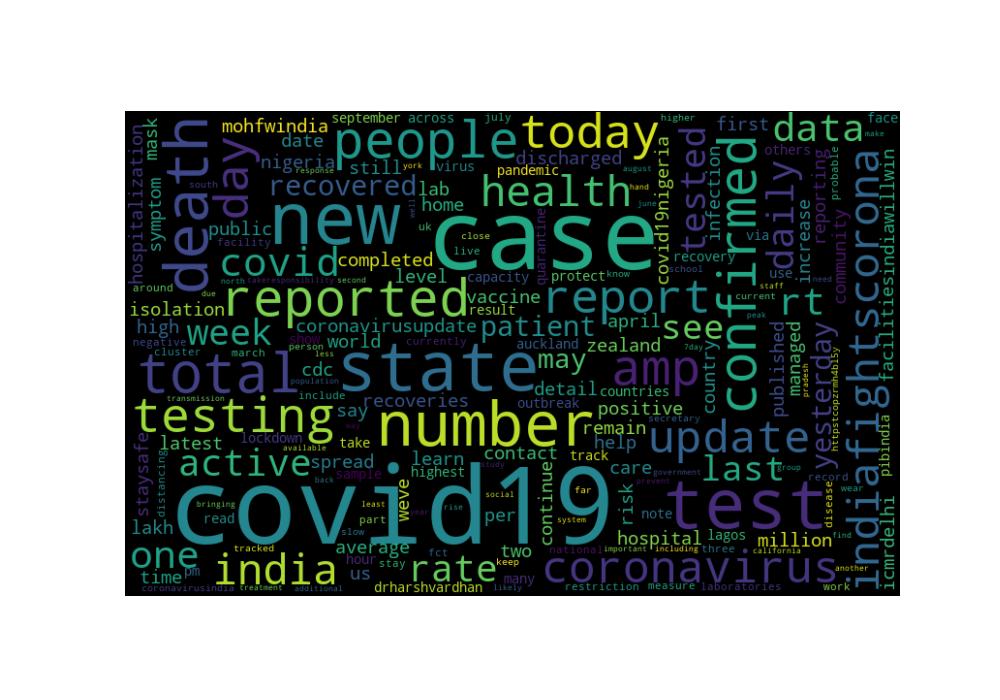 september across july higher
mohfwindia people today first data face
make
hospitalization mask death day date nigeria still virus york pandemic discharged august tested others
response
south recovered lab health hand infection confirmed daily reporting probable
symptom public new home june covid19nigeria via increase community indiafightscorona facilitiesindiawillwin
facility uk case close live quarantine recovery
covid completed level capacity protect know school use need
north takeresponsibility second staff
around due reported vaccine report current rt
isolation result see peak
high week coronavirusupdate patient april country published managed yesterday
negative show world currently auckland zealand 7day
cluster march person less cdc may amp
total population state detail countries pradesh httpstcopzrmh4bi5y
transmission include recoveries outbreak positive secretary
testing say number remain update
staysafe latest lockdown take contact help pibindia
available
distancing active spread learn track care last group record
sample highest study government prevent wear
bringing covid19 least weve social continue far risk test disease icmrdelhi
lakh read part rise per system note
back year slow
one tracked average fct two hospital lagos million find
national important including three california
time pm india hour us stay rate keep coronavirus another
many
coronavirusindia treatment additional drharshvardhan likely restriction measure laboratories work